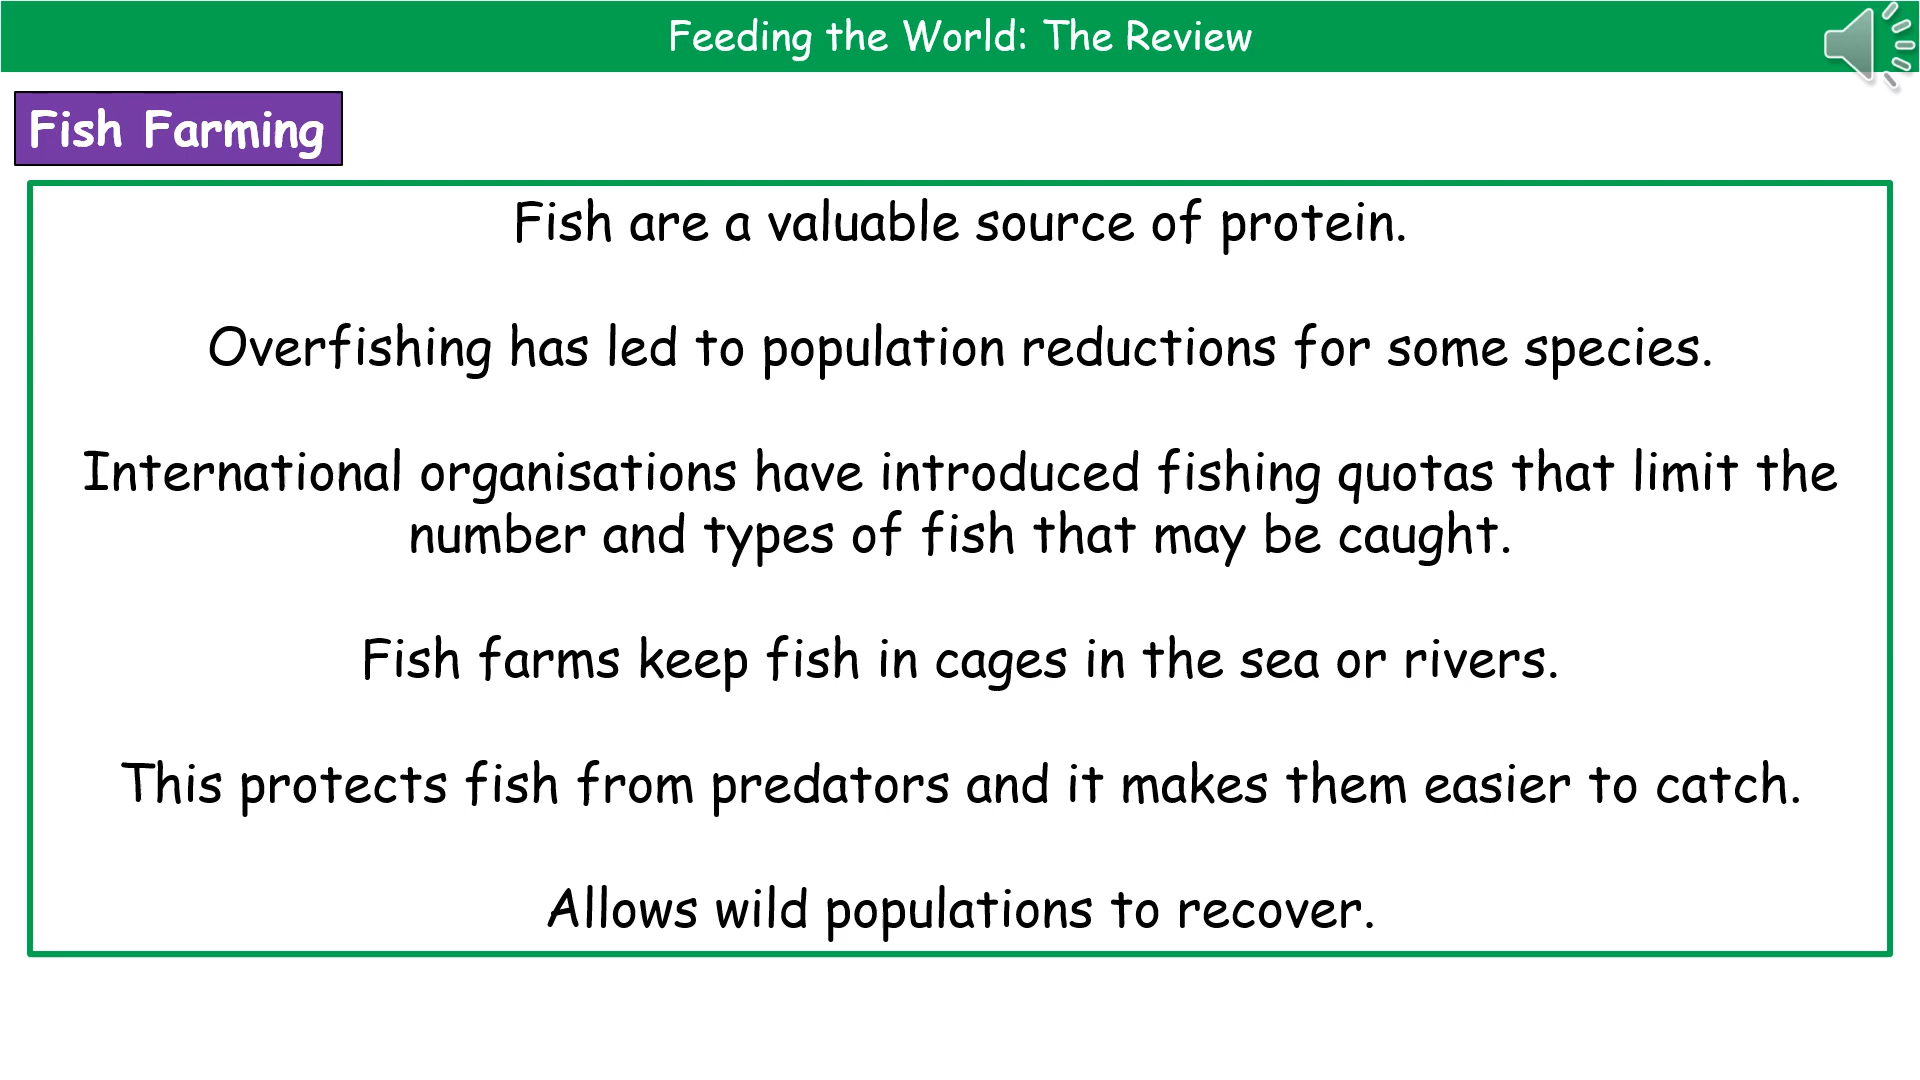 Feeding the World: The Review
Fish Farming
Fish are a valuable source of protein.
Overfishing has led to population reductions for some species.
International organisations have introduced fishing quotas that limit the
number and types of fish that may be caught.
Fish farms keep fish in cages in the sea or rivers.
This protects fish from predators and it makes them easier to catch.
Allows wild populations to recover.